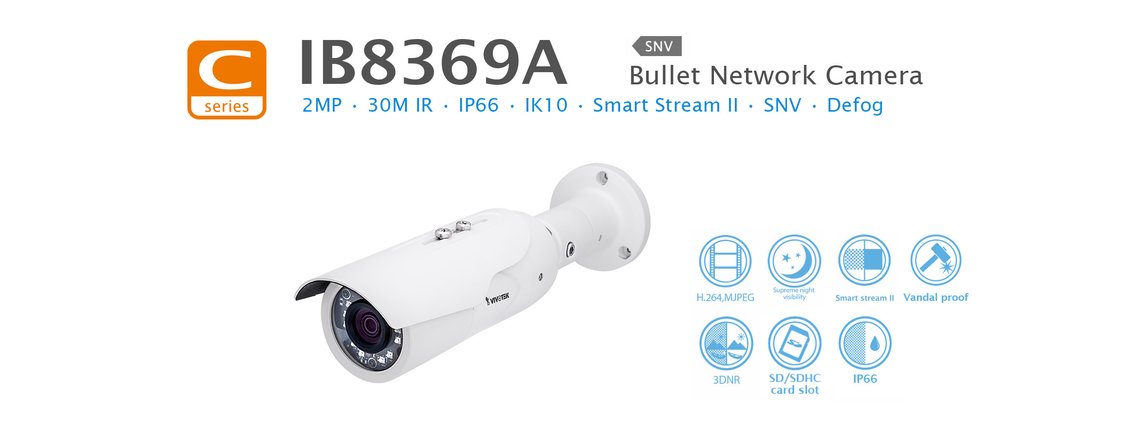 C
series
IB8369A
SNV
Bullet Network Camera
2MP · 30M IR · IP66 · IK10 · Smart Stream II · SNV · Defog
VIVOTEK
H.264,MJPEG
Supreme night
visibility
Smart stream II
Vandal proof
3DNR
SD/SDHC
card slot
IP66